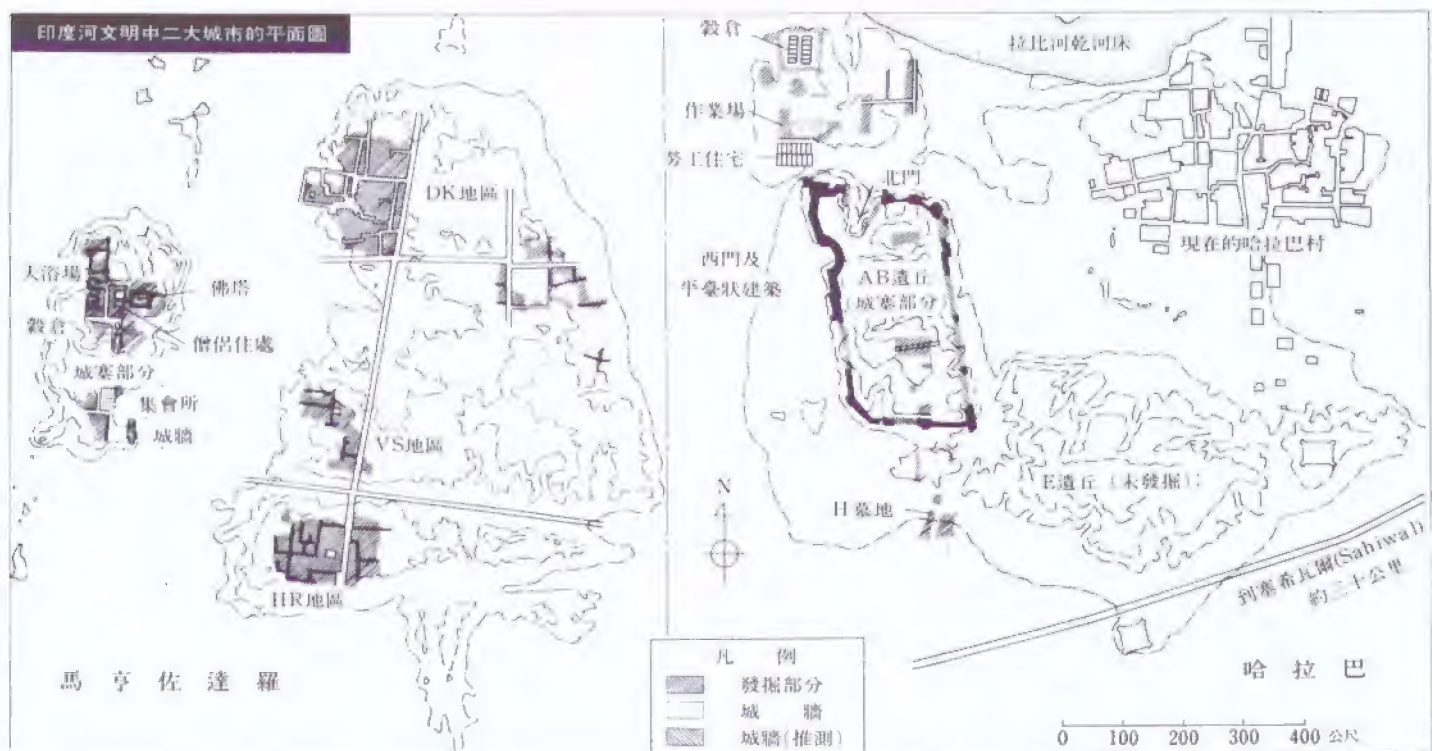 印度河文明中二大城市的平面圖
DK地區
大浴場
佛塔
穀倉
僧侶住處
城塞部分
集會所
城牆
VS地區
HR地區
馬亨佐達羅
穀倉
拉比河乾河床
作業場
勞工住宅
北門
現在的哈拉巴村
西門及
平臺狀建築
AB遺丘
(城塞部分)
E遺丘(未發掘)
N
H墓地
到塞希瓦爾(Sahiwal)
約三十公里
哈拉巴
凡例
發掘部分
城牆
城牆(推測)
0 100 200 300 400 公尺